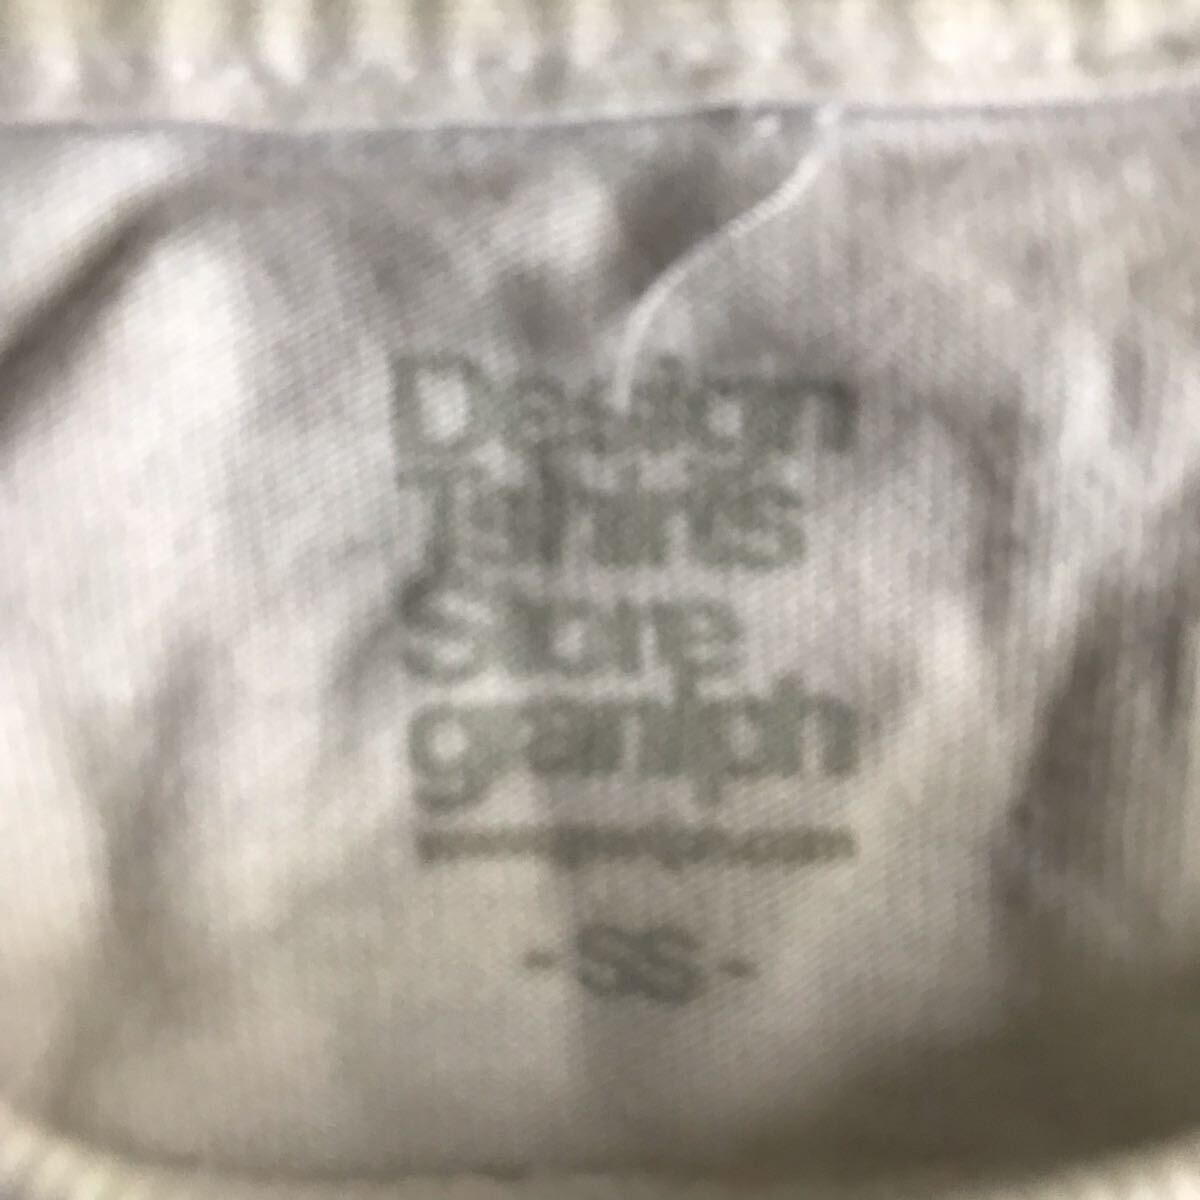 Design
Tshirts
Store
graniph
- SS -